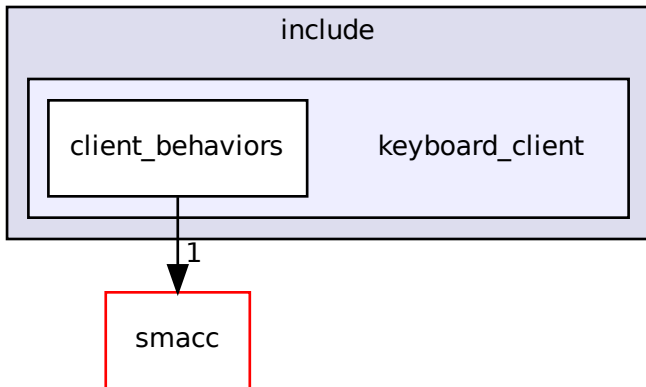 include
client_behaviors
keyboard_client
1
smacc